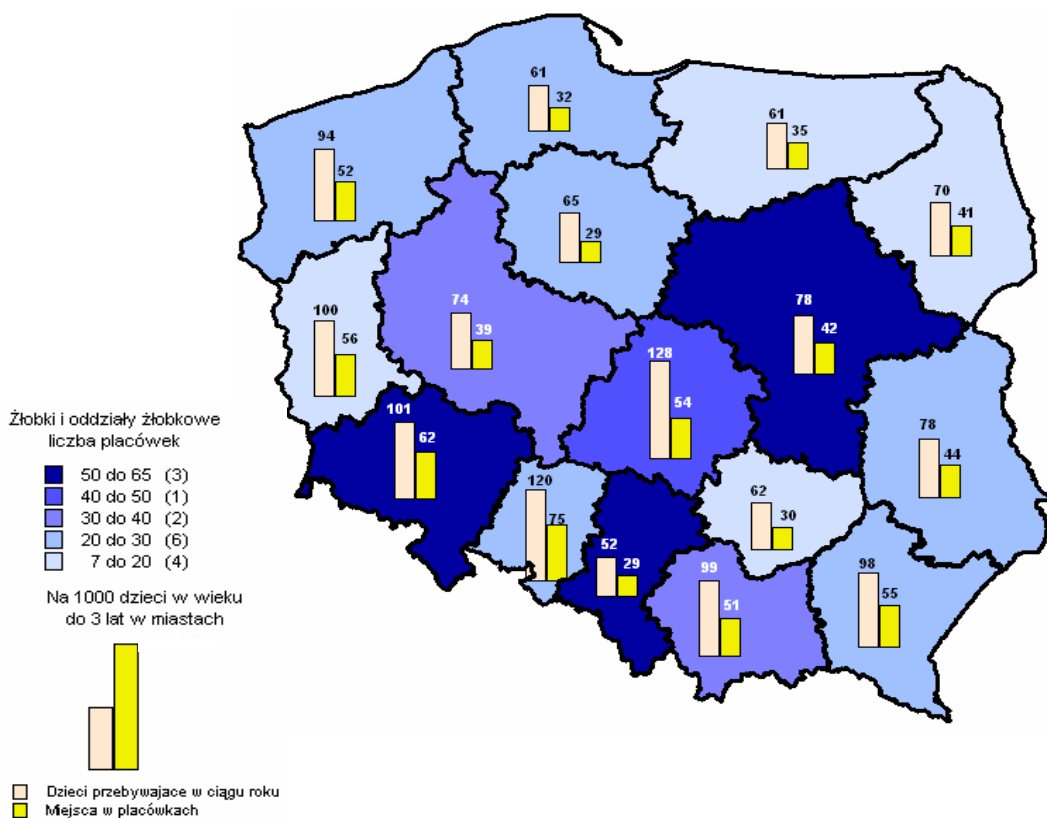 61
32
61
35
94
52
70
41
65
29
74
39
78
42
100
56
128
54
101
62
78
44
120
75
62
30
52
29
99
51
98
55
Żłobki i oddziały żłobkowe
liczba placówek
50 do 65 (3)
40 do 50 (1)
30 do 40 (2)
20 do 30 (6)
7 do 20 (4)
Na 1000 dzieci w wieku
do 3 lat w miastach
Dzieci przebywajace w ciągu roku
Miejsca w placówkach